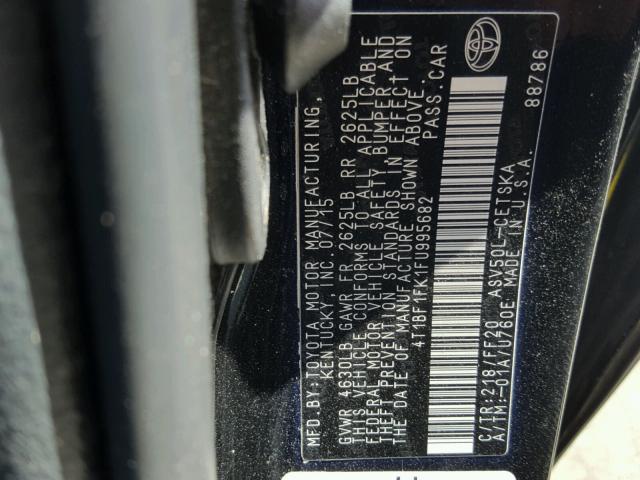 MFD.BY:TOYOTA MOTOR MANUFACTURING,
KENTUCKY, INC. 07/15
GVWR 4630LB GAWR FR 2625LB RR 2625LB
THIS VEHICLE CONFORMS TO ALL APPLICABLE
FEDERAL MOTOR VEHICLE SAFETY, BUMPER, AND
THEFT PREVENTION STANDARDS IN EFFECT ON
THE DATE OF MANUFACTURE SHOWN ABOVE.
4T1BF1FK1FU995682 PASS.CAR
C/TR:218/FF20 ASV50L-CETSKA
A/TM:-01A/U760E MADE IN U.S.A.
88786